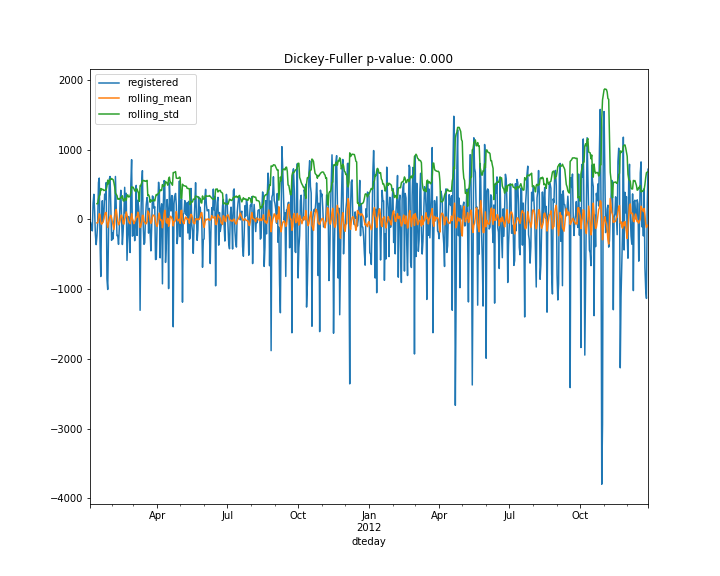 Dickey-Fuller p-value: 0.000
registered
rolling_mean
rolling_std
2000
1000
0
−1000
−2000
−3000
−4000
Apr
Jul
Oct
Jan
2012
Apr
Jul
Oct
dteday